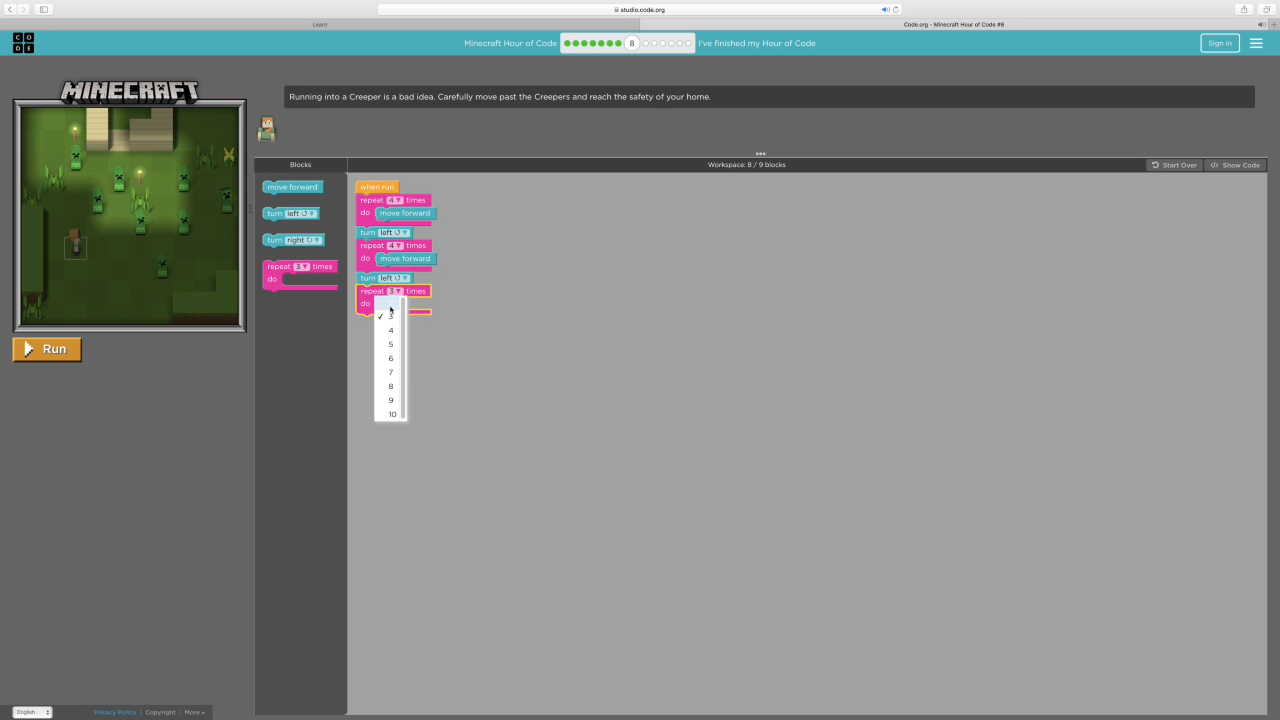 studio.code.org
Learn
Code.org - Minecraft Hour of Code #8
C O
D E
Minecraft Hour of Code
8
I've finished my Hour of Code
Sign in
MINECRAFT
Running into a Creeper is a bad idea. Carefully move past the Creepers and reach the safety of your home.
Blocks
Workspace: 8 / 9 blocks
Start Over
Show Code
move forward
turn left
turn right
repeat 3 times
do
when run
repeat 4 times
do move forward
turn left
repeat 4 times
do move forward
turn left
repeat 3 times
do
✓ 3
4
5
6
7
8
9
10
Run
English
Privacy Policy | Copyright | More